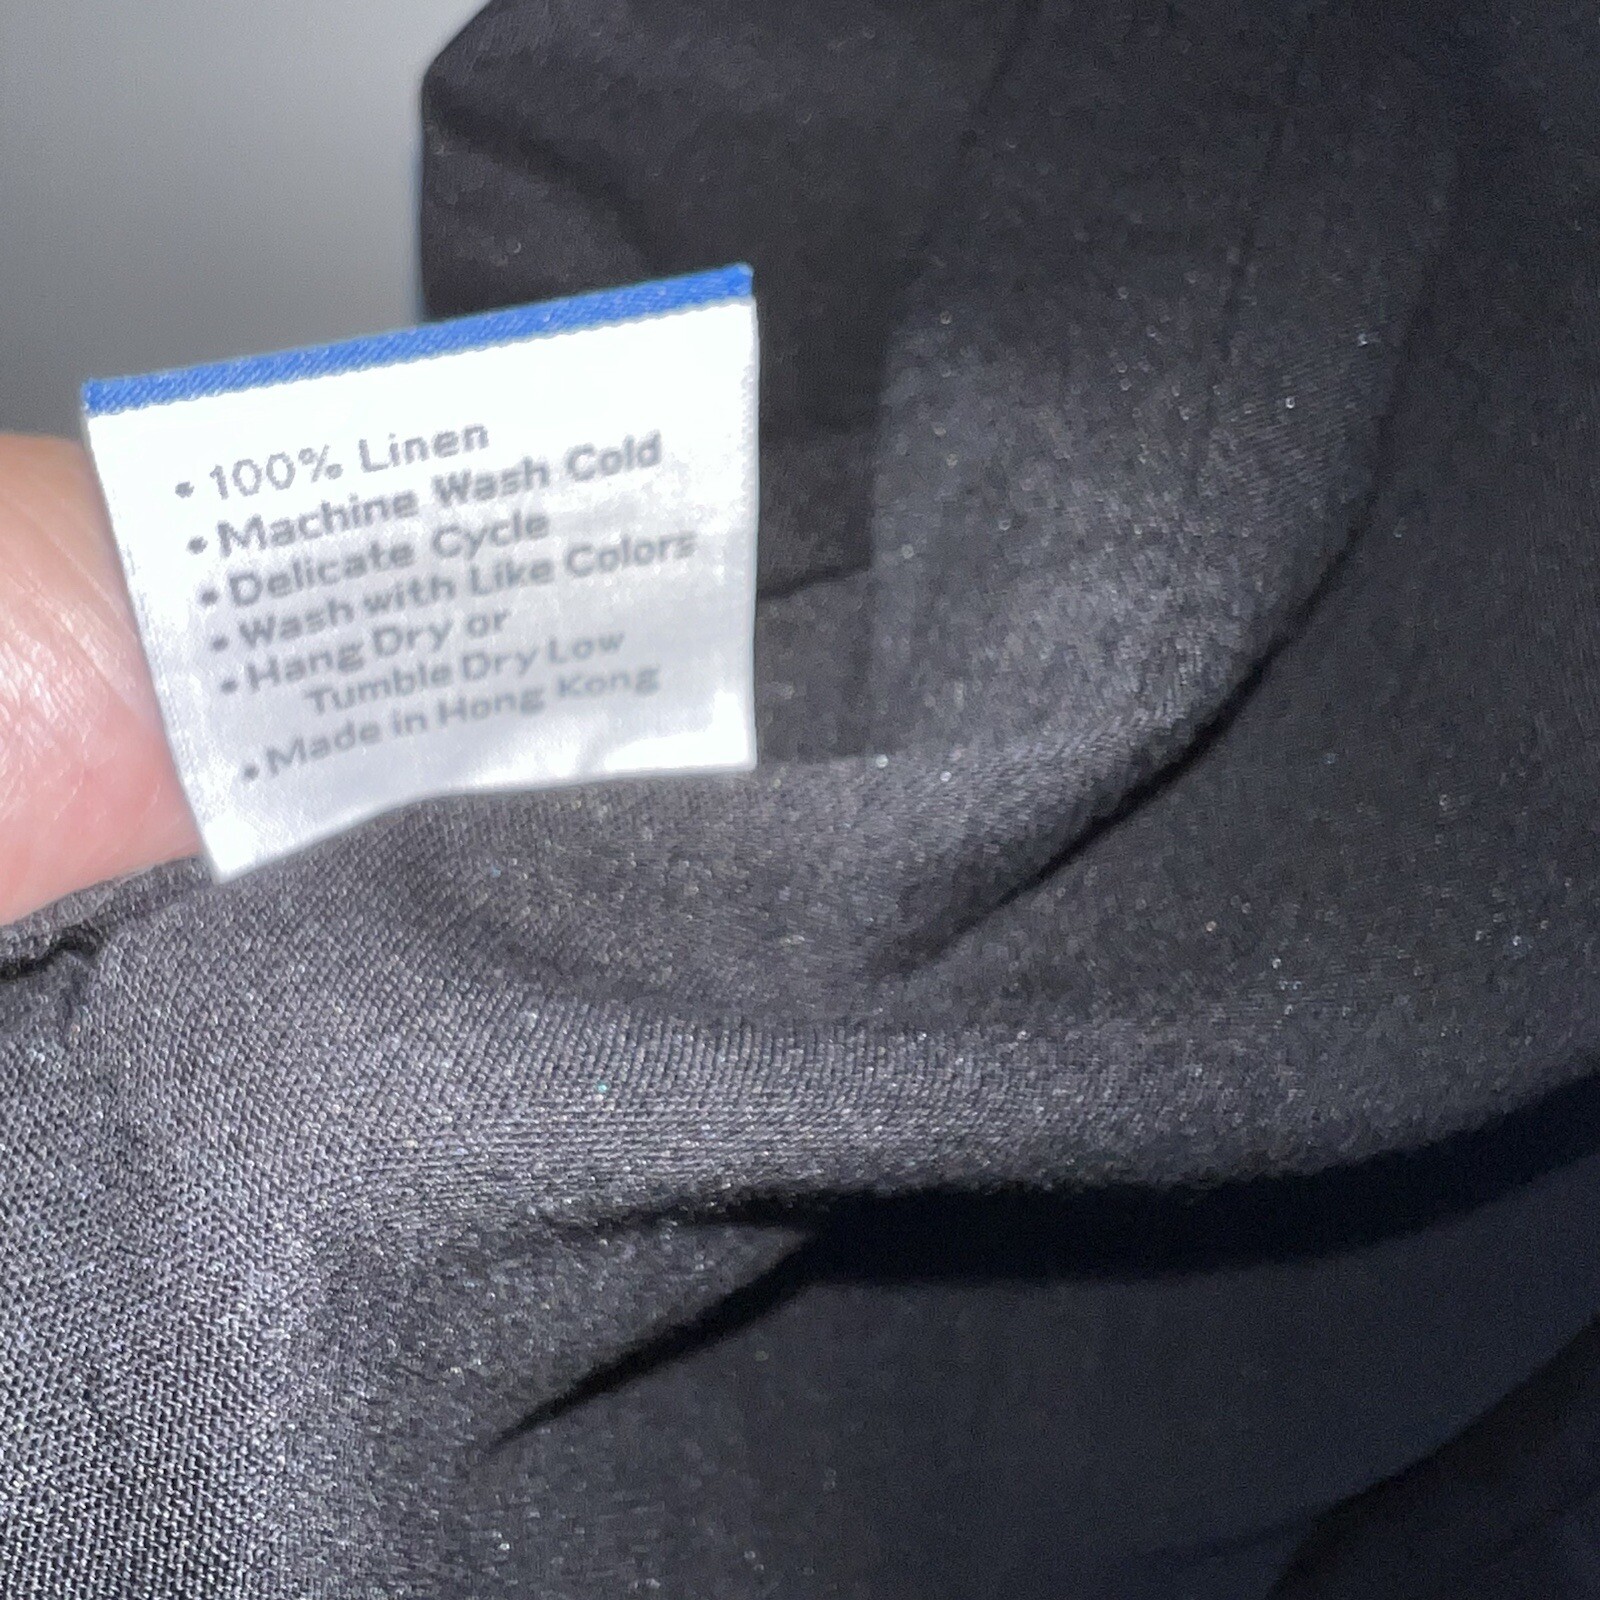 • 100% Linen
• Machine Wash Cold
• Delicate Cycle
• Wash with Like Colors
• Hang Dry or
Tumble Dry Low
• Made in Hong Kong